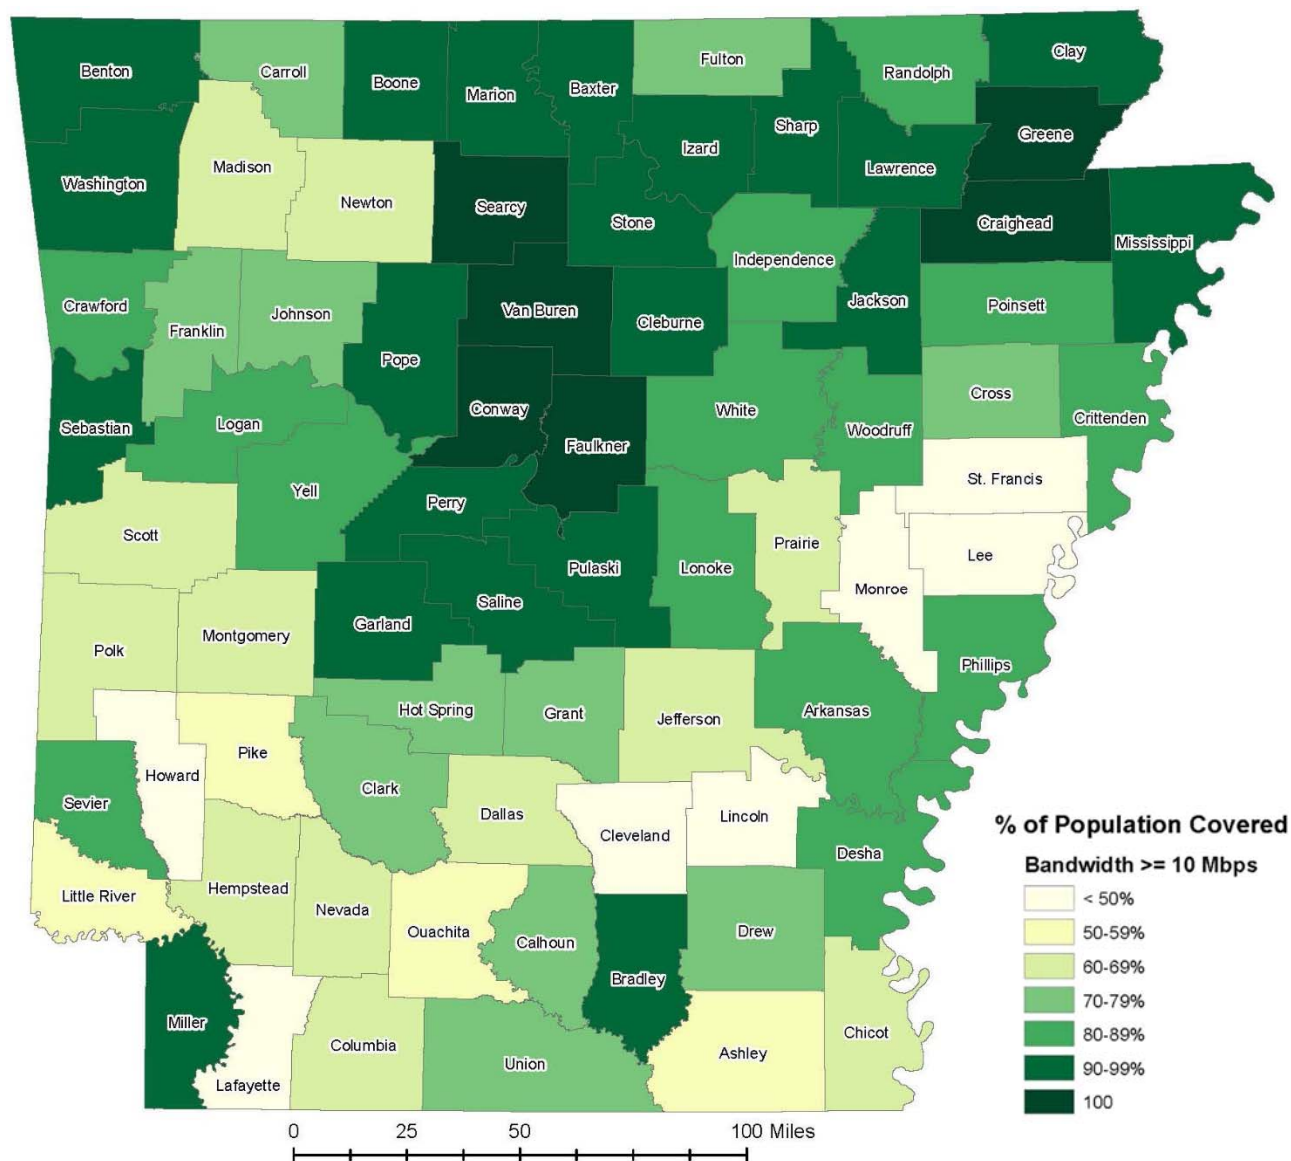 Benton
Carroll
Boone
Marion
Baxter
Fulton
Randolph
Clay
Sharp
Izard
Greene
Lawrence
Madison
Washington
Newton
Searcy
Stone
Craighead
Mississippi
Independence
Crawford
Franklin
Johnson
Van Buren
Cleburne
Jackson
Poinsett
Pope
Conway
Cross
White
Crittenden
Sebastian
Logan
Woodruff
Faulkner
St. Francis
Yell
Perry
Scott
Prairie
Lee
Pulaski
Lonoke
Monroe
Saline
Garland
Montgomery
Polk
Phillips
Hot Spring
Grant
Jefferson
Arkansas
Pike
Howard
Clark
Sevier
Dallas
Lincoln
Cleveland
Desha
Hempstead
Little River
Nevada
Ouachita
Calhoun
Drew
Bradley
Miller
Chicot
Columbia
Ashley
Union
Lafayette
% of Population Covered
Bandwidth >= 10 Mbps
< 50%
50-59%
60-69%
70-79%
80-89%
90-99%
100
0 25 50 100 Miles